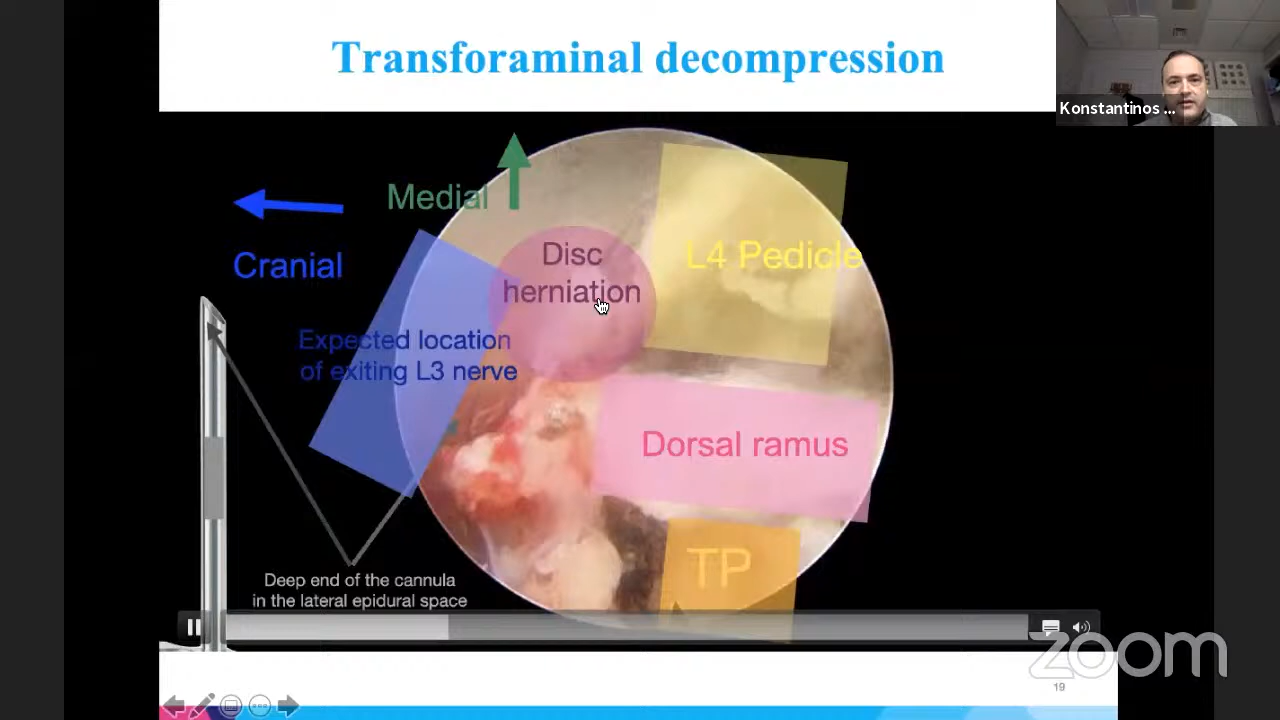 Transforaminal decompression
Konstantinos ...
Medial
Cranial
Disc
herniation
L4 Pedicle
Expected location
of exiting L3 nerve
Dorsal ramus
TP
Deep end of the cannula
in the lateral epidural space
zoom
19